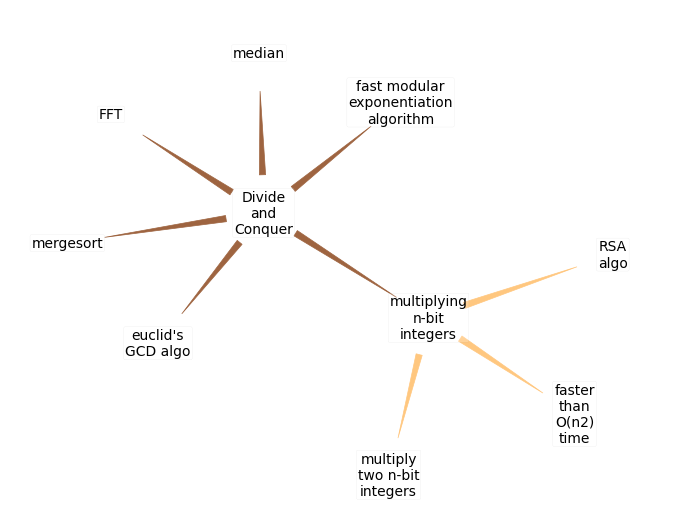 median
fast modular
exponentiation
algorithm
FFT
Divide
and
Conquer
mergesort
RSA
algo
multiplying
n-bit
integers
euclid's
GCD algo
faster
than
O(n2)
time
multiply
two n-bit
integers